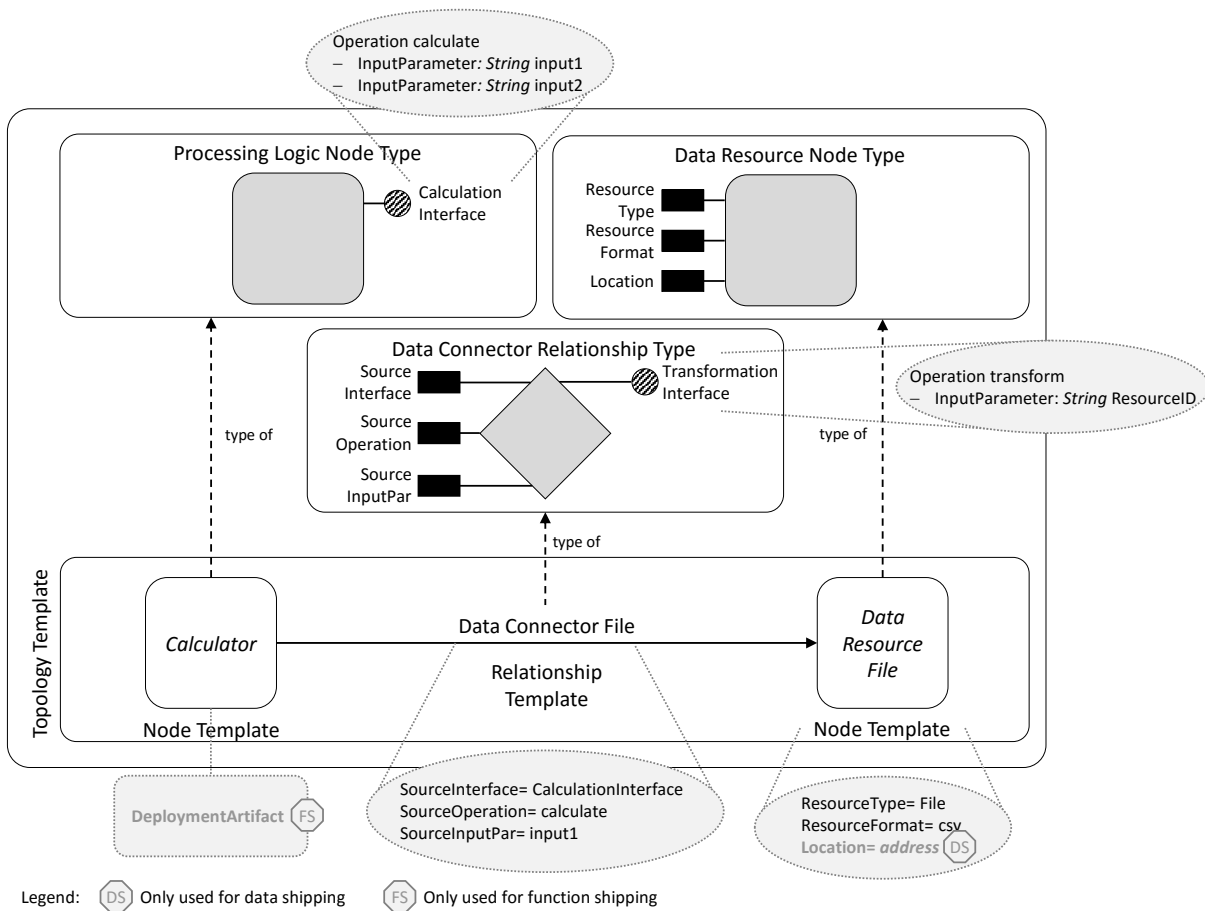 Operation calculate
– InputParameter: String input1
– InputParameter: String input2
Processing Logic Node Type
Calculation
Interface
Data Resource Node Type
Resource
Type
Resource
Format
Location
Data Connector Relationship Type
Source
Interface
Source
Operation
Source
InputPar
Transformation
Interface
Operation transform
– InputParameter: String ResourceID
type of
type of
type of
Topology Template
Calculator
Node Template
Data Connector File
Relationship
Template
Data
Resource
File
Node Template
DeploymentArtifact
FS
SourceInterface= CalculationInterface
SourceOperation= calculate
SourceInputPar= input1
ResourceType= File
ResourceFormat= csv
Location= address
DS
Legend:
DS Only used for data shipping
FS Only used for function shipping